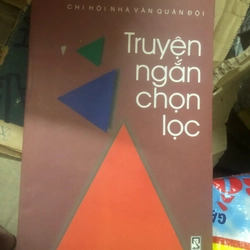 CHI HỘI NHÀ VĂN QUÂN ĐỘI
Truyện
ngắn
chọn
lọc